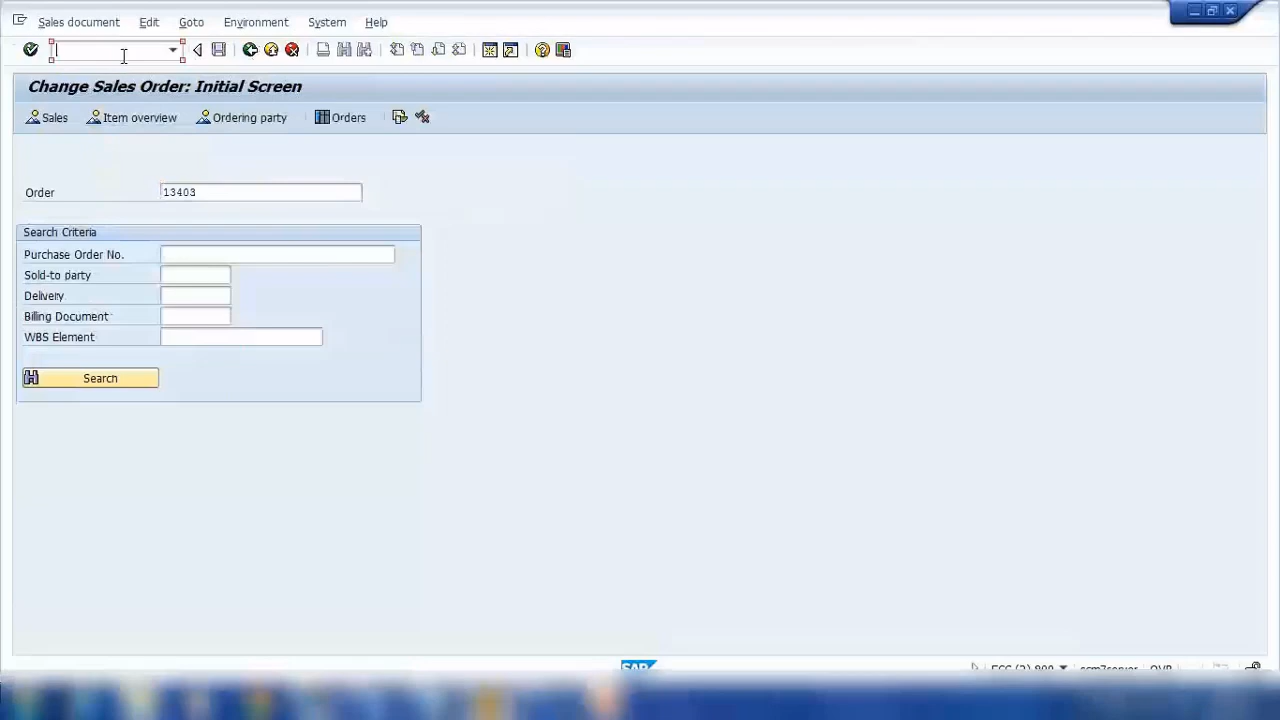 Sales document Edit Goto Environment System Help
Change Sales Order: Initial Screen
Sales Item overview Ordering party Orders
Order 13403
Search Criteria
Purchase Order No.
Sold-to party
Delivery
Billing Document
WBS Element
Search
SAP